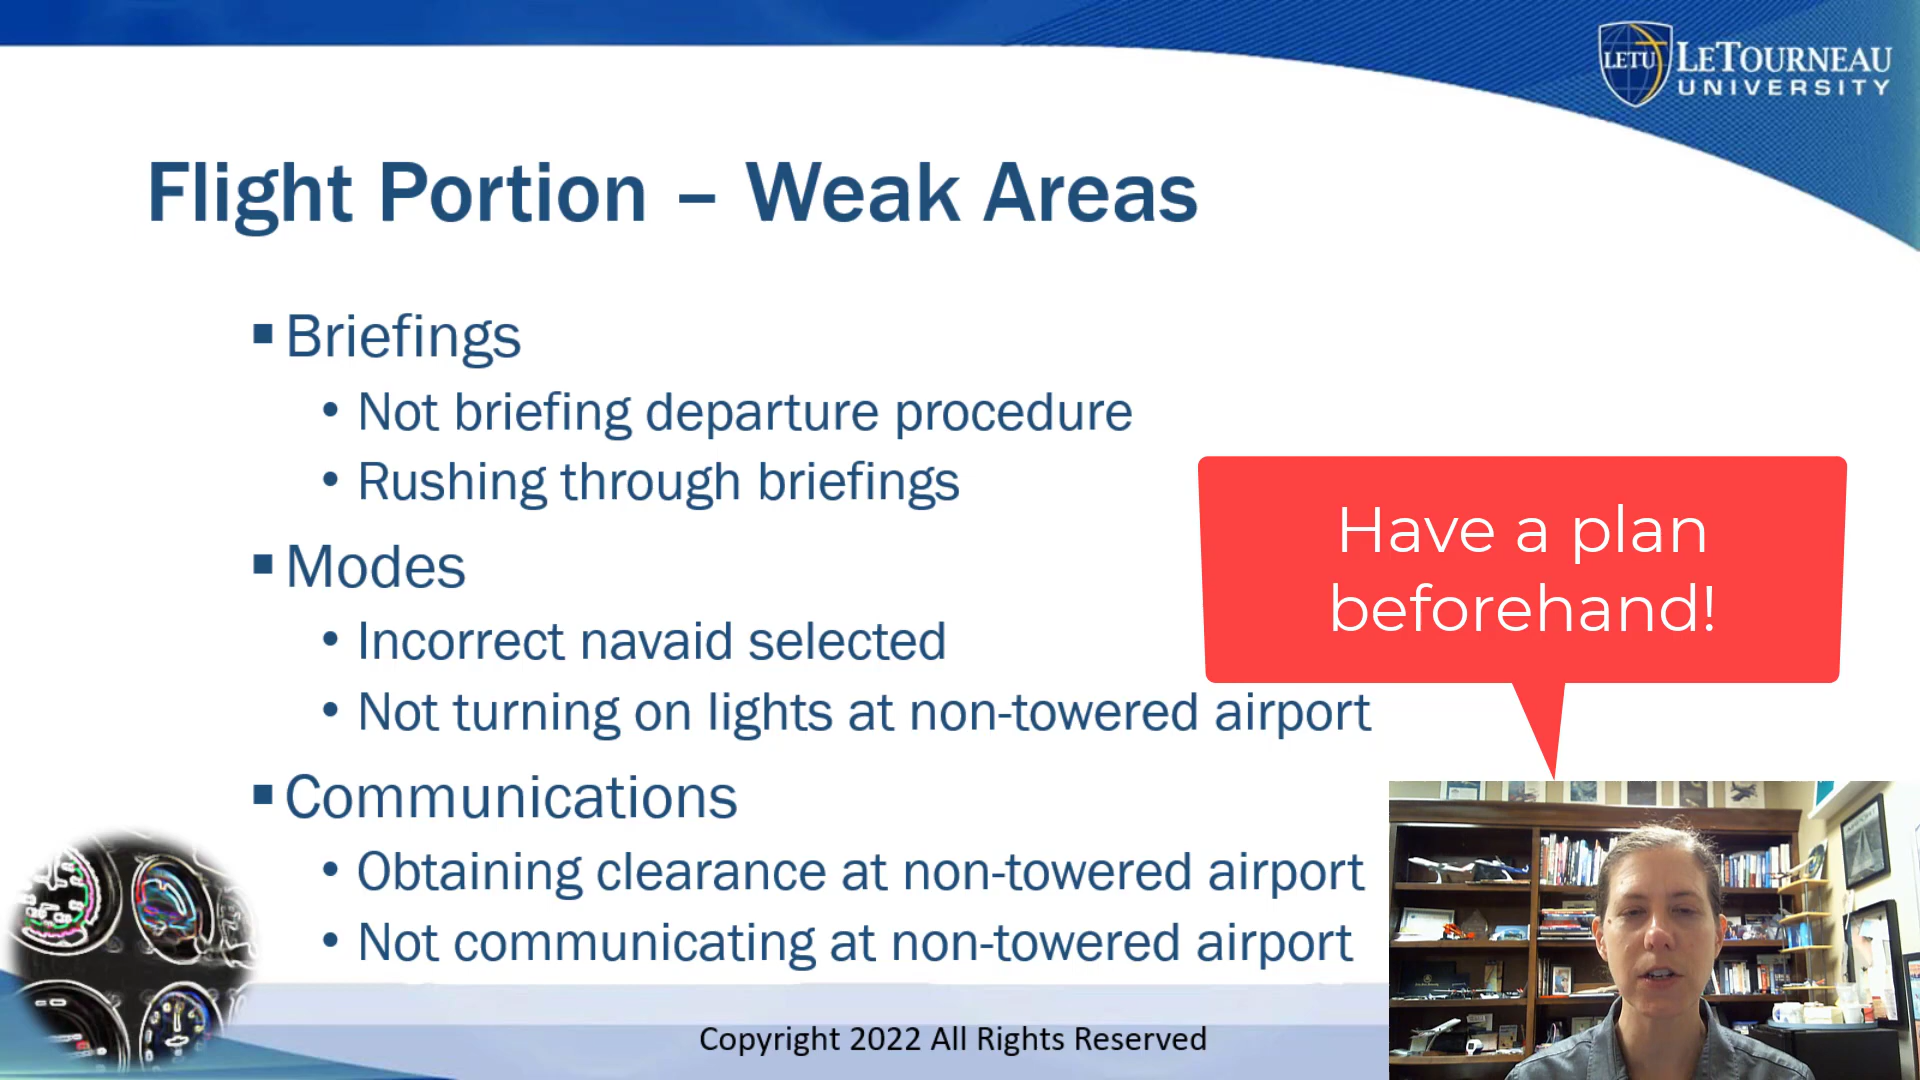 LETU
LETOURNEAU
UNIVERSITY
Flight Portion – Weak Areas
Briefings
Not briefing departure procedure
Rushing through briefings
Modes
Incorrect navaid selected
Not turning on lights at non-towered airport
Communications
Obtaining clearance at non-towered airport
Not communicating at non-towered airport
Have a plan
beforehand!
Copyright 2022 All Rights Reserved